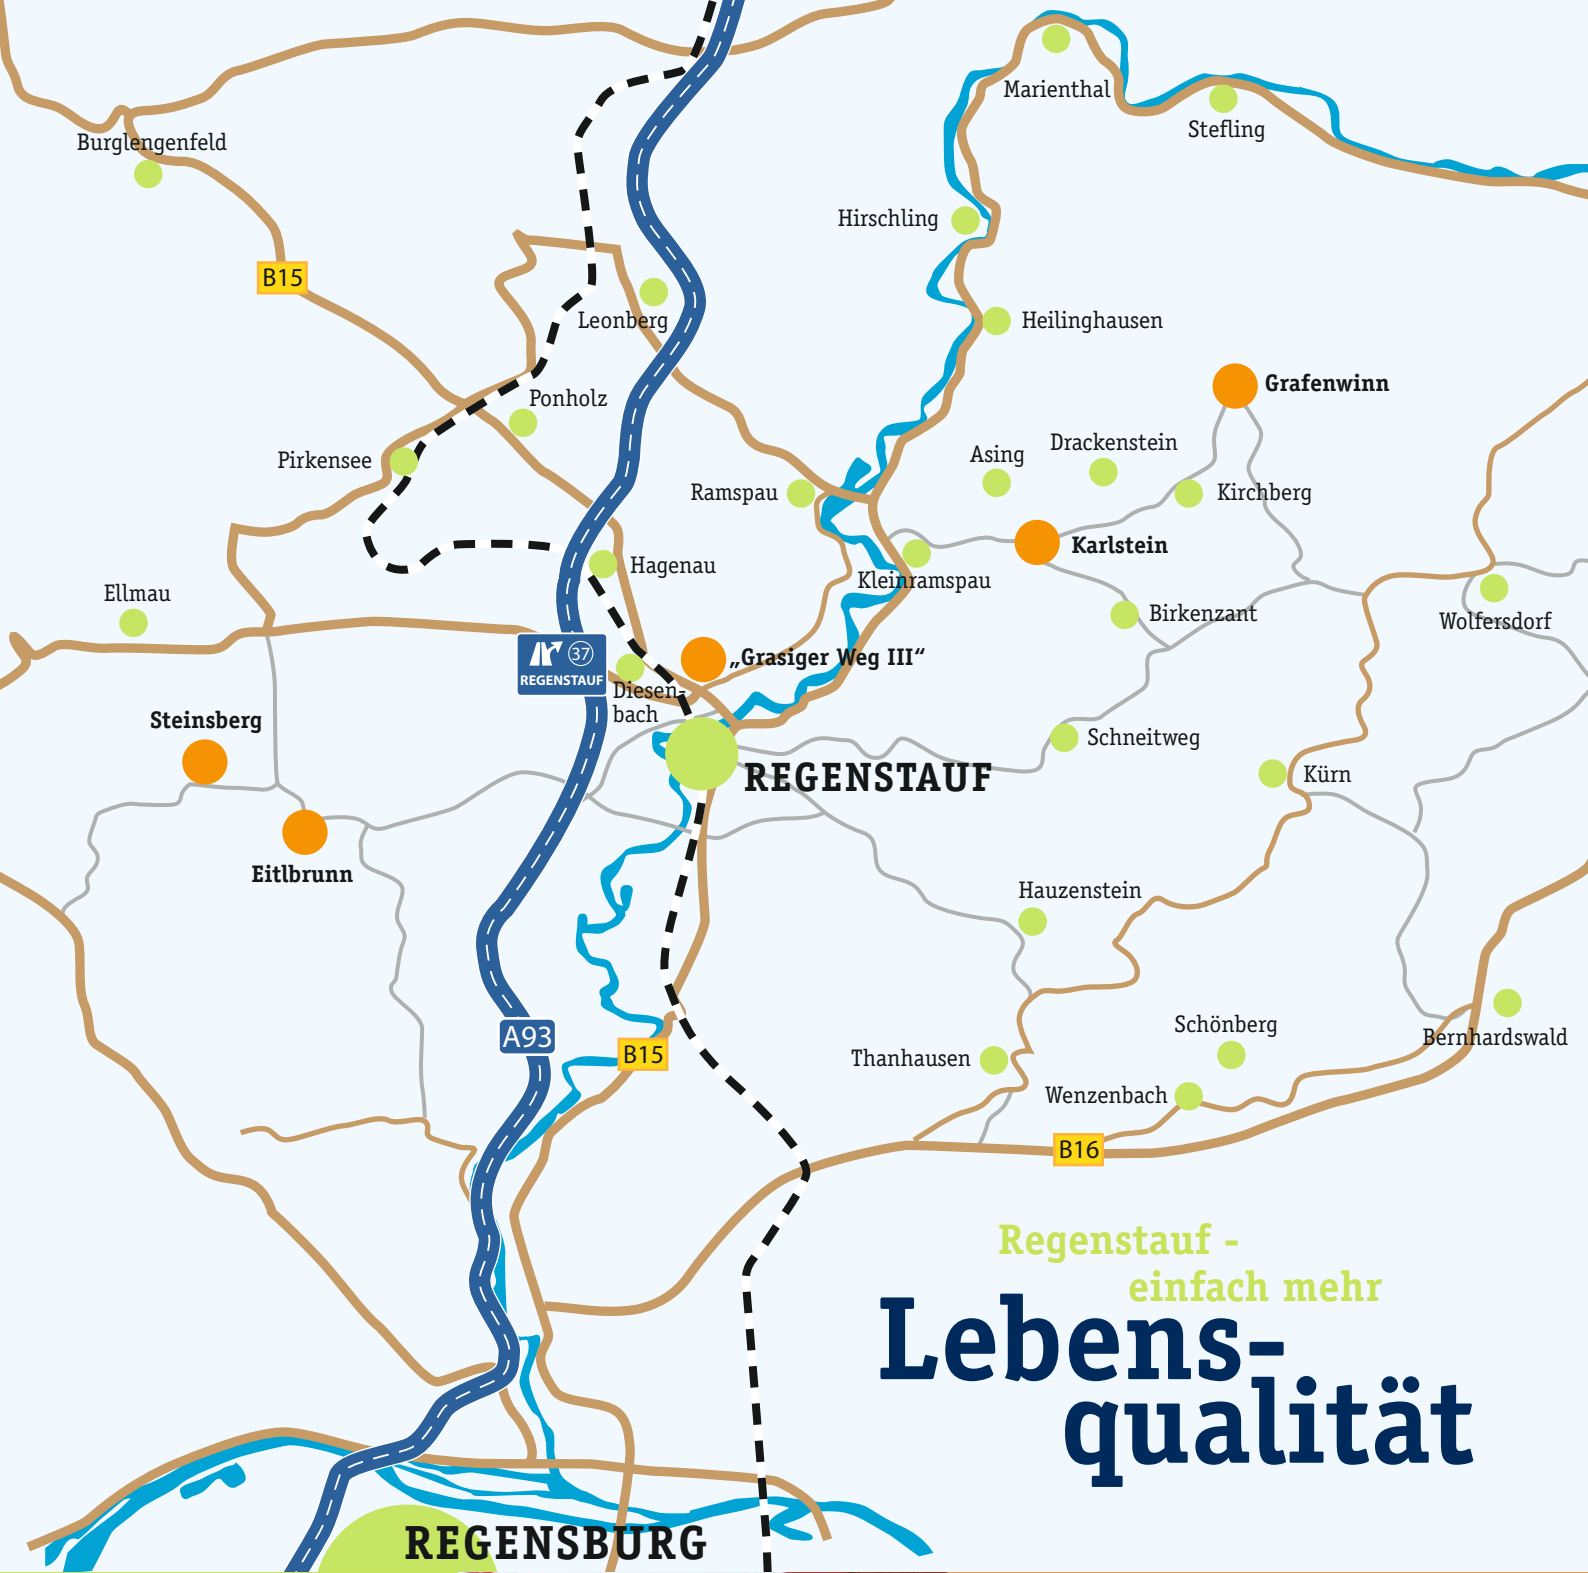 Marienthal
Stefling
Burglengenfeld
Hirschling
B15
Leonberg
Heilinghausen
Grafenwinn
Ponholz
Drackenstein
Asing
Pirkensee
Ramspau
Kirchberg
Karlstein
Hagenau
Kleinramspau
Ellmau
Birkenzant
Wolfersdorf
37
REGENSTAUF
„Grasiger Weg III“
Diesen-
bach
Steinsberg
Schneitweg
REGENSTAUF
Kürn
Eitlbrunn
Hauzenstein
A93
B15
Schönberg
Bernhardswald
Thanhausen
Wenzenbach
B16
Regenstauf -
einfach mehr
Lebens-
qualität
REGENSBURG